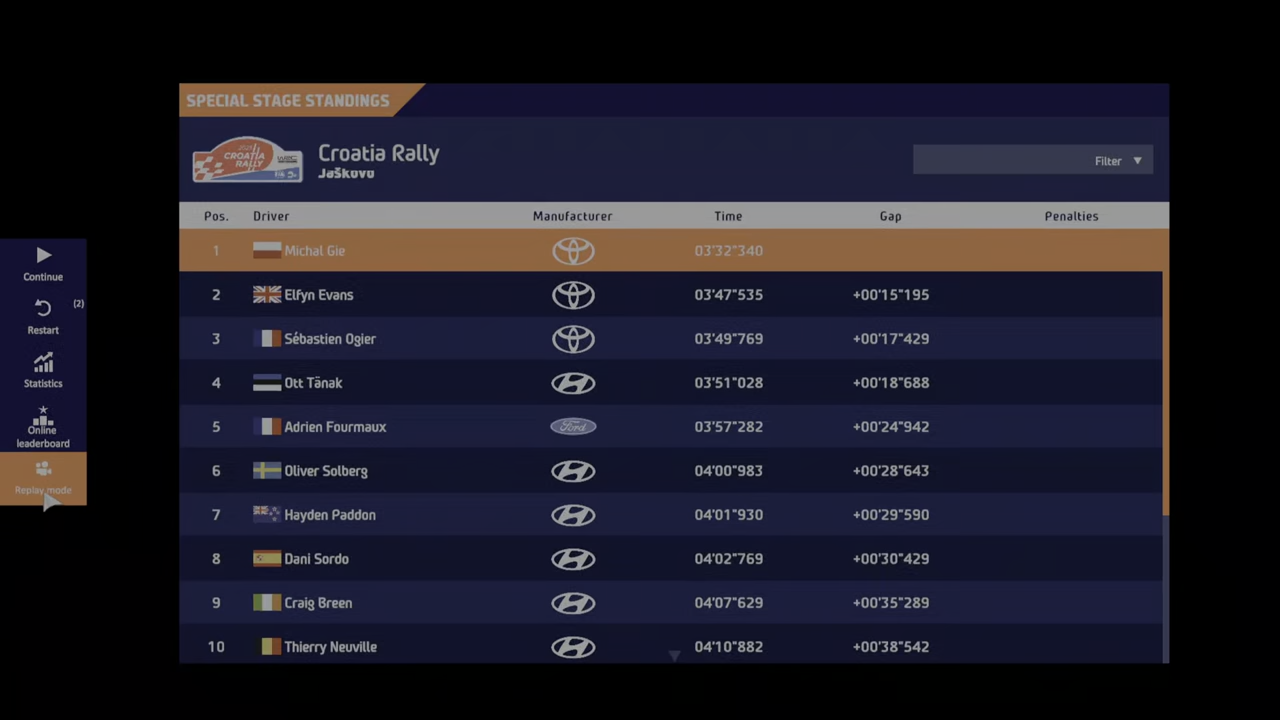 SPECIAL STAGE STANDINGS
CROATIA
RALLY
WRC
Croatia Rally
Jaškovo
Filter
Pos. Driver Manufacturer Time Gap Penalties
1 Michal Gie 03'32"340
2 Elfyn Evans 03'47"535 +00'15"195
3 Sébastien Ogier 03'49"769 +00'17"429
4 Ott Tänak 03'51"028 +00'18"688
5 Adrien Fourmaux Ford 03'57"282 +00'24"942
6 Oliver Solberg 04'00"983 +00'28"643
7 Hayden Paddon 04'01"930 +00'29"590
8 Dani Sordo 04'02"769 +00'30"429
9 Craig Breen 04'07"629 +00'35"289
10 Thierry Neuville 04'10"882 +00'38"542
Continue
(2)
Restart
Statistics
Online
leaderboard
Replay mode